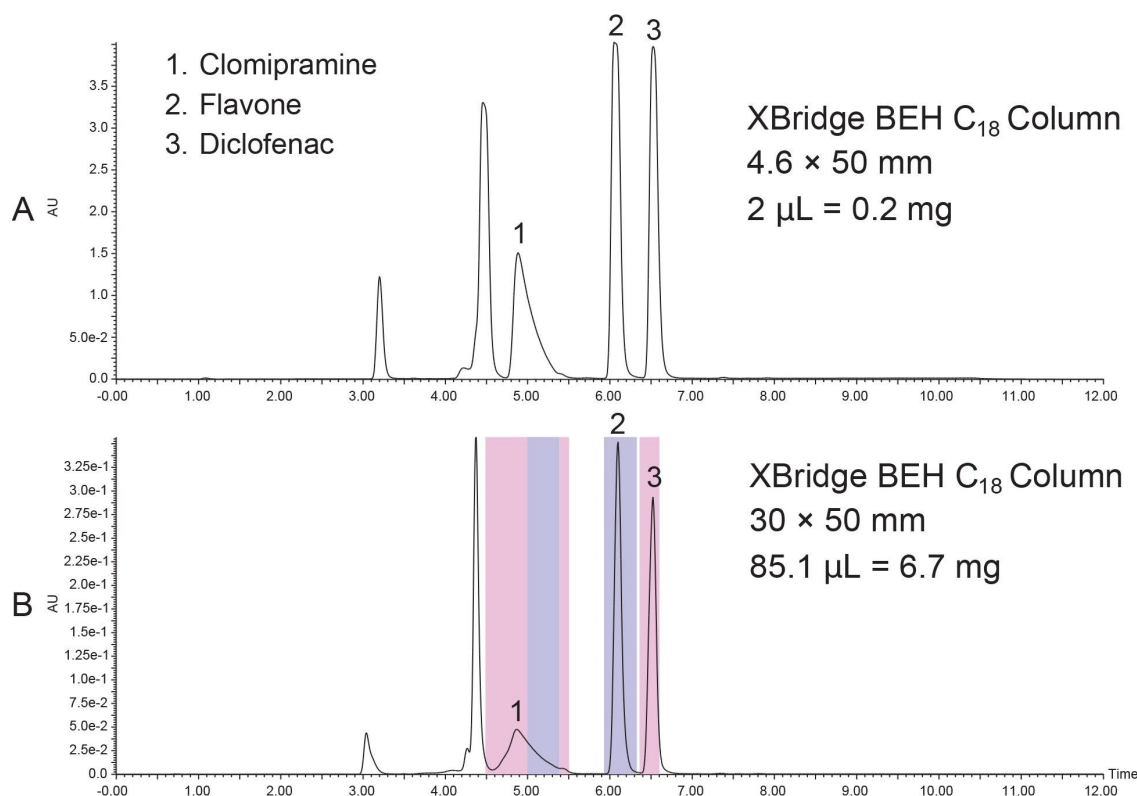 1. Clomipramine
2. Flavone
3. Diclofenac
2
3
XBridge BEH C18 Column
4.6 × 50 mm
2 μL = 0.2 mg
A
AU
1
3.5
3.0
2.5
2.0
1.5
1.0
5.0e-2
0.0
-0.00 1.00 2.00 3.00 4.00 5.00 6.00 7.00 8.00 9.00 10.00 11.00 12.00
2
3
1
XBridge BEH C18 Column
30 × 50 mm
85.1 μL = 6.7 mg
B
AU
3.25e-1
3.0e-1
2.75e-1
2.5e-1
2.25e-1
2.0e-1
1.75e-1
1.5e-1
1.25e-1
1.0e-1
7.5e-2
5.0e-2
2.5e-2
0.0
Time
-0.00 1.00 2.00 3.00 4.00 5.00 6.00 7.00 8.00 9.00 10.00 11.00 12.00